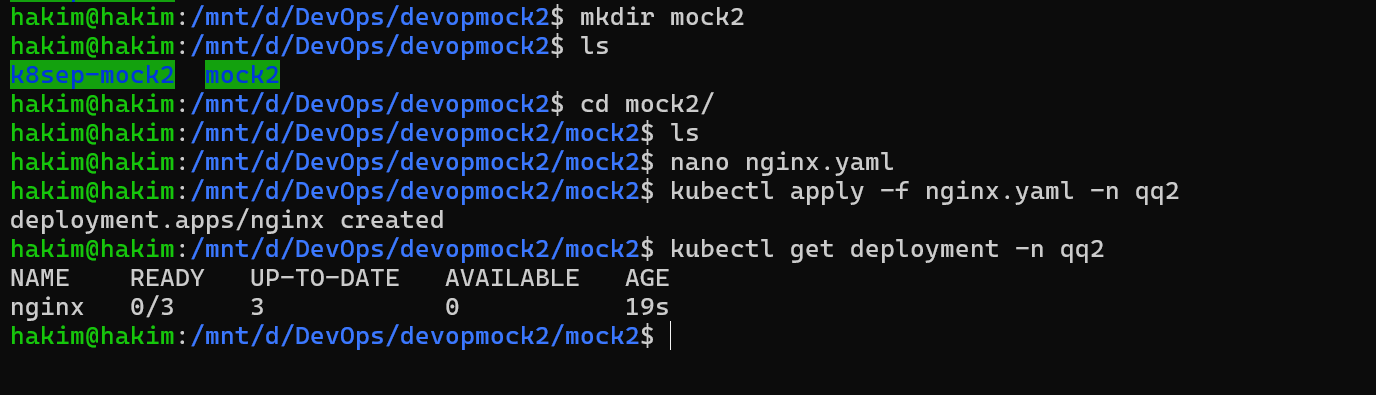 hakim@hakim:/mnt/d/DevOps/devopmock2$ mkdir mock2
hakim@hakim:/mnt/d/DevOps/devopmock2$ ls
k8sep-mock2  mock2
hakim@hakim:/mnt/d/DevOps/devopmock2$ cd mock2/
hakim@hakim:/mnt/d/DevOps/devopmock2/mock2$ ls
hakim@hakim:/mnt/d/DevOps/devopmock2/mock2$ nano nginx.yaml
hakim@hakim:/mnt/d/DevOps/devopmock2/mock2$ kubectl apply -f nginx.yaml -n qq2
deployment.apps/nginx created
hakim@hakim:/mnt/d/DevOps/devopmock2/mock2$ kubectl get deployment -n qq2
NAME    READY   UP-TO-DATE   AVAILABLE   AGE
nginx   0/3     3            0           19s
hakim@hakim:/mnt/d/DevOps/devopmock2/mock2$